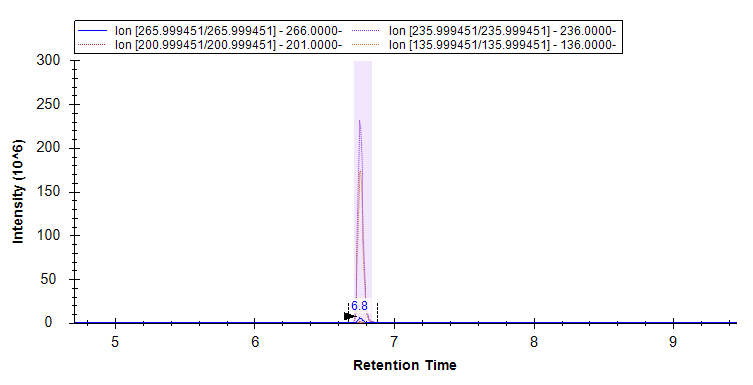 Ion [265.999451/265.999451] - 266.0000- Ion [235.999451/235.999451] - 236.0000-
Ion [200.999451/200.999451] - 201.0000- Ion [135.999451/135.999451] - 136.0000-
300
250
200
150
100
50
0
Intensity (10^6)
6.8
5 6 7 8 9
Retention Time